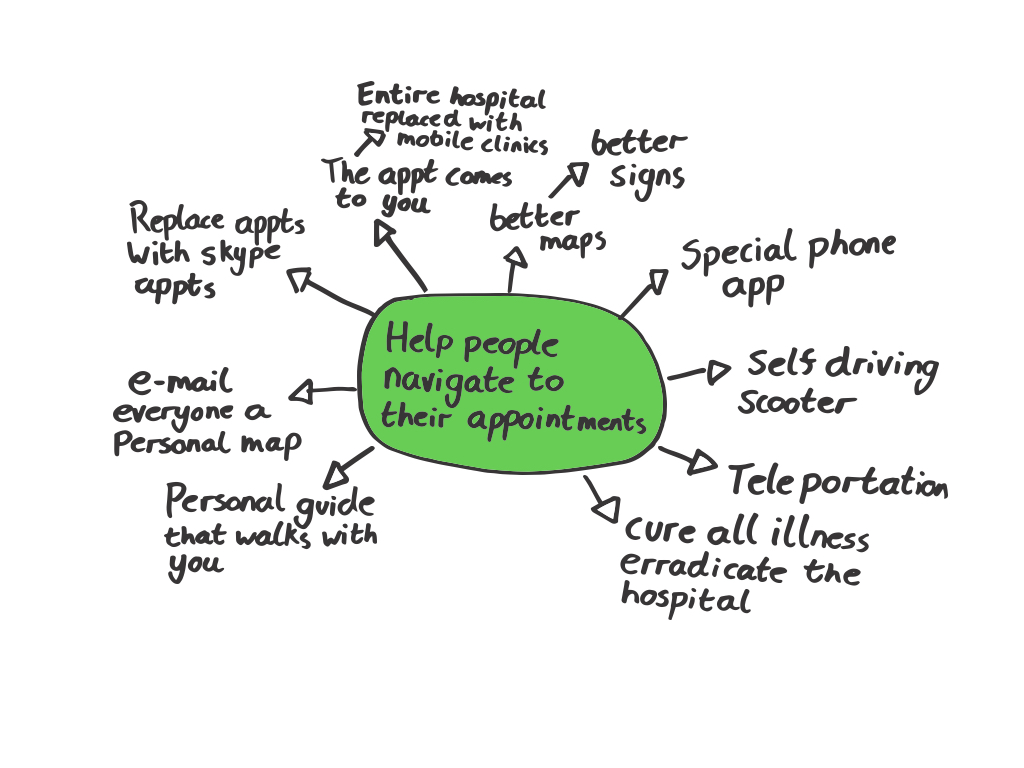 Entire hospital
replaced with
mobile clinics
The appt comes
to you
better
signs
better
maps
Replace appts
with skype
appts
Special phone
app
Help people
navigate to
their appointments
Self driving
scooter
e-mail
everyone a
Personal map
Teleportation
Personal guide
that walks with
you
cure all illness
erradicate the
hospital